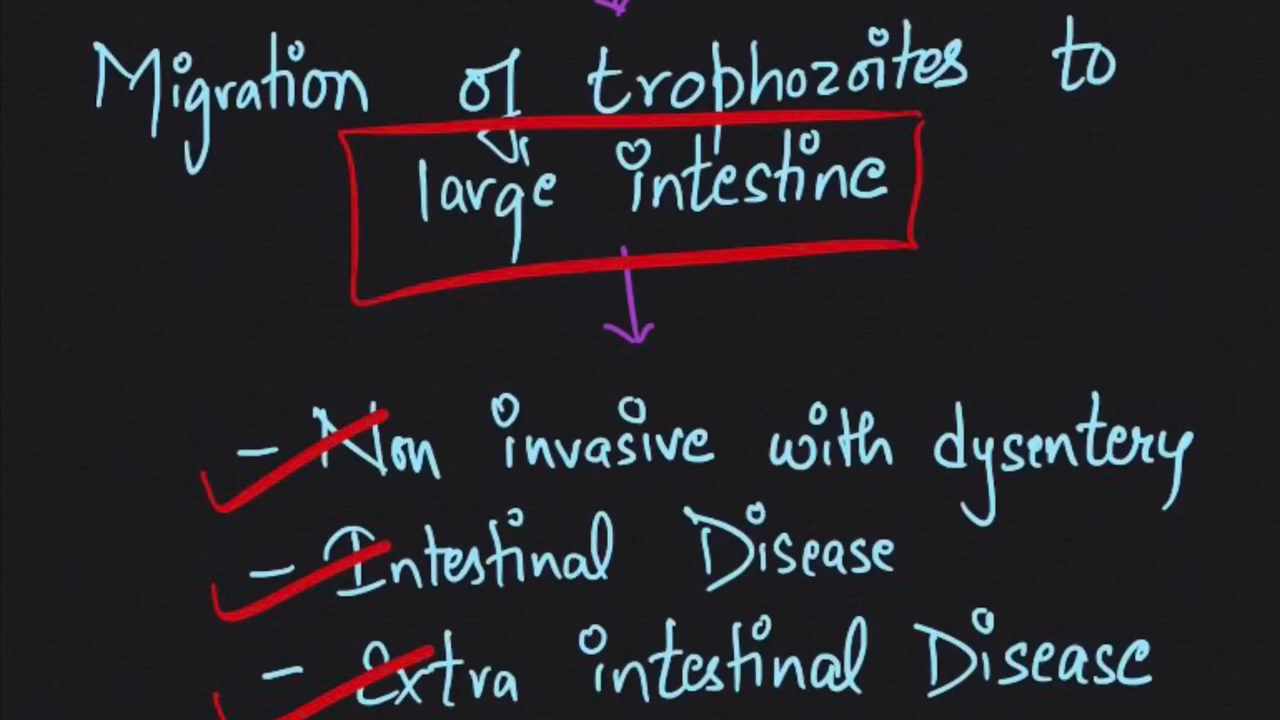 Migration of trophozoites to
large intestine
- Non invasive with dysentery
- Intestinal Disease
- Extra intestinal Disease